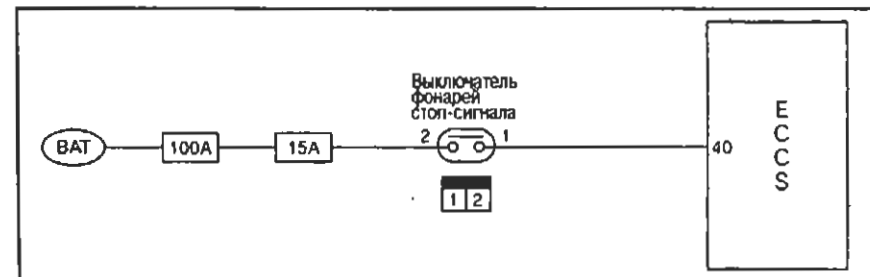 Выключатель
фонарей
стоп-сигнала
BAT
100A
15A
2
1
40
E
C
C
S
1 2